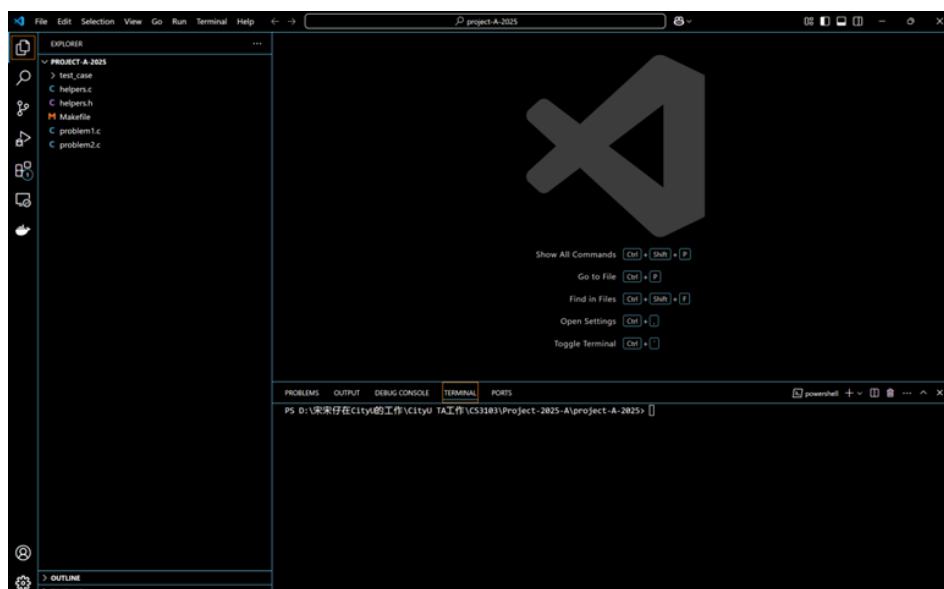 File Edit Selection View Go Run Terminal Help
project-A-2025
EXPLORER
PROJECT-A-2025
test_case
C helpers.c
C helpers.h
M Makefile
C problem1.c
C problem2.c
Show All Commands Ctrl + Shift + P
Go to File Ctrl + P
Find in Files Ctrl + Shift + F
Open Settings Ctrl + ,
Toggle Terminal Ctrl + `
PROBLEMS OUTPUT DEBUG CONSOLE TERMINAL PORTS
powershell
PS D:\宋宋仔在CityU的工作\CityU TA工作\CS3103\Project-2025-A\project-A-2025>
OUTLINE